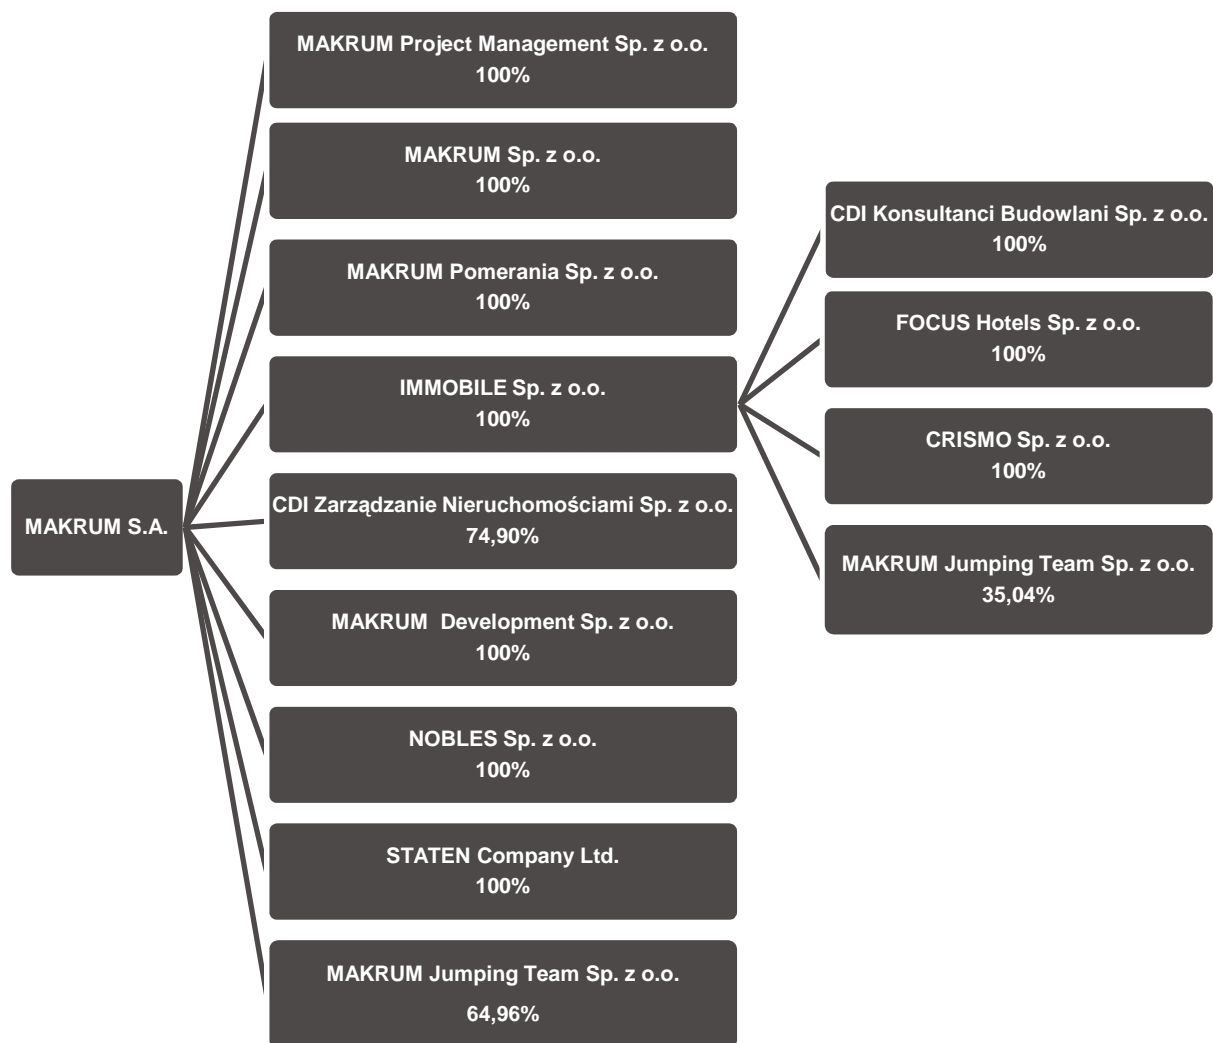 MAKRUM S.A.
MAKRUM Project Management Sp. z o.o.
100%
MAKRUM Sp. z o.o.
100%
MAKRUM Pomerania Sp. z o.o.
100%
IMMOBILE Sp. z o.o.
100%
CDI Zarządzanie Nieruchomościami Sp. z o.o.
74,90%
MAKRUM  Development Sp. z o.o.
100%
NOBLES Sp. z o.o.
100%
STATEN Company Ltd.
100%
MAKRUM Jumping Team Sp. z o.o.
64,96%
CDI Konsultanci Budowlani Sp. z o.o.
100%
FOCUS Hotels Sp. z o.o.
100%
CRISMO Sp. z o.o.
100%
MAKRUM Jumping Team Sp. z o.o.
35,04%